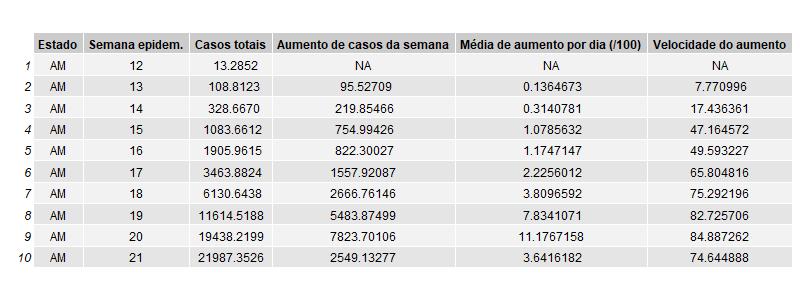 Estado Semana epidem. Casos totais Aumento de casos da semana Média de aumento por dia (/100) Velocidade do aumento
1 AM 12 13.2852 NA NA NA
2 AM 13 108.8123 95.52709 0.1364673 7.770996
3 AM 14 328.6670 219.85466 0.3140781 17.436361
4 AM 15 1083.6612 754.99426 1.0785632 47.164572
5 AM 16 1905.9615 822.30027 1.1747147 49.593227
6 AM 17 3463.8824 1557.92087 2.2256012 65.804816
7 AM 18 6130.6438 2666.76146 3.8096592 75.292196
8 AM 19 11614.5188 5483.87499 7.8341071 82.725706
9 AM 20 19438.2199 7823.70106 11.1767158 84.887262
10 AM 21 21987.3526 2549.13277 3.6416182 74.644888